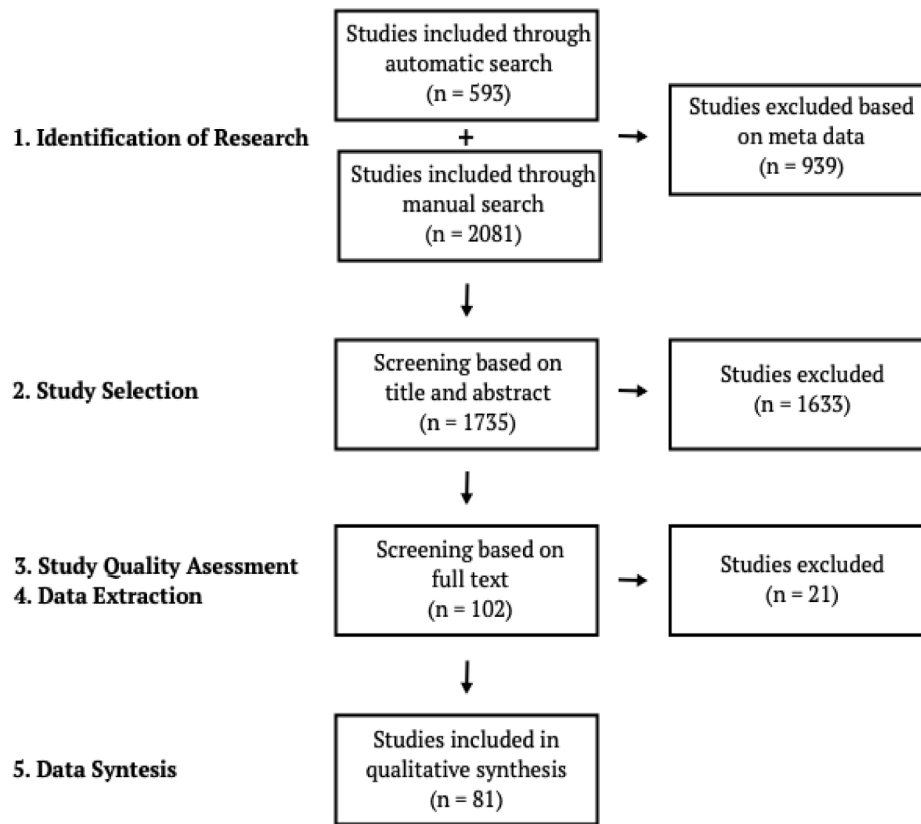 Studies included through
automatic search
(n = 593)
+
1. Identification of Research
Studies excluded based
on meta data
(n = 939)
Studies included through
manual search
(n = 2081)
2. Study Selection
Screening based on
title and abstract
(n = 1735)
Studies excluded
(n = 1633)
3. Study Quality Asessment
4. Data Extraction
Screening based on
full text
(n = 102)
Studies excluded
(n = 21)
5. Data Syntesis
Studies included in
qualitative synthesis
(n = 81)